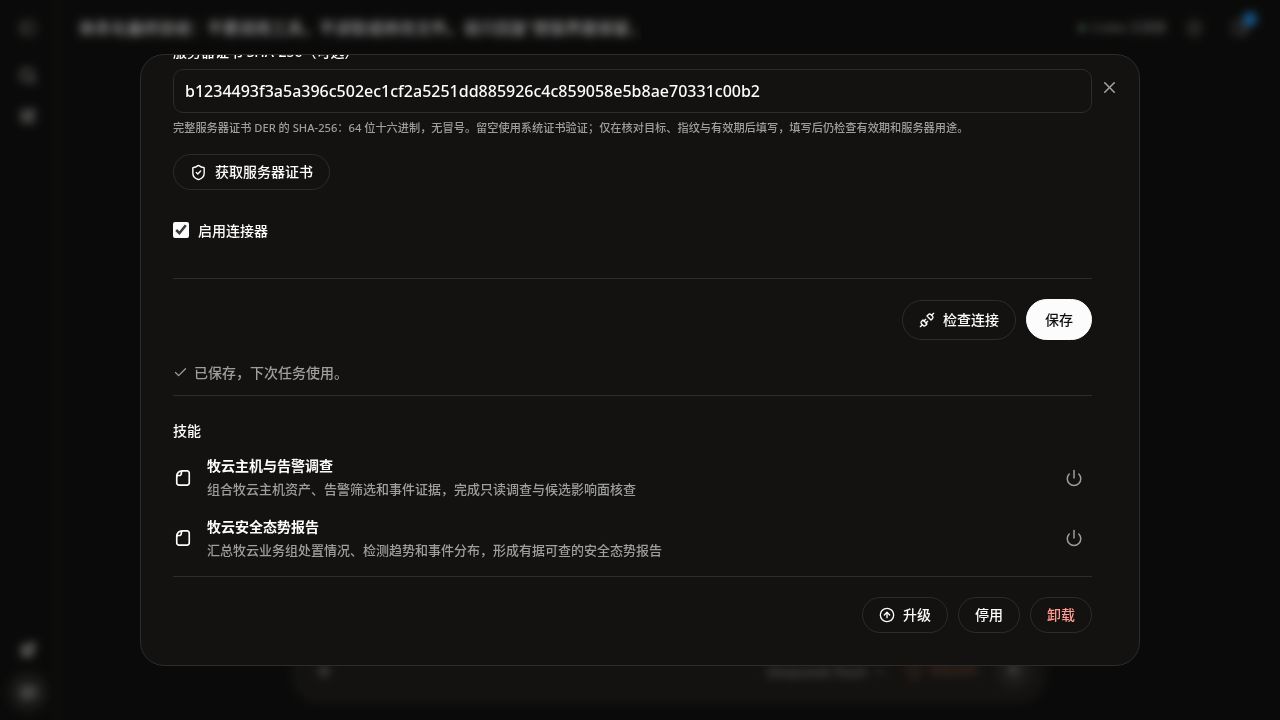 服务器证书 SHA-256（可选）
b1234493f3a5a396c502ec1cf2a5251dd885926c4c859058e5b8ae70331c00b2
完整服务器证书 DER 的 SHA-256：64 位十六进制，无冒号。留空使用系统证书验证；仅在核对目标、指纹与有效期后填写，填写后仍检查有效期和服务器用途。
获取服务器证书
启用连接器
检查连接
保存
已保存，下次任务使用。
技能
牧云主机与告警调查
组合牧云主机资产、告警筛选和事件证据，完成只读调查与候选影响面核查
牧云安全态势报告
汇总牧云业务组处置情况、检测趋势和事件分布，形成有据可查的安全态势报告
升级
停用
卸载